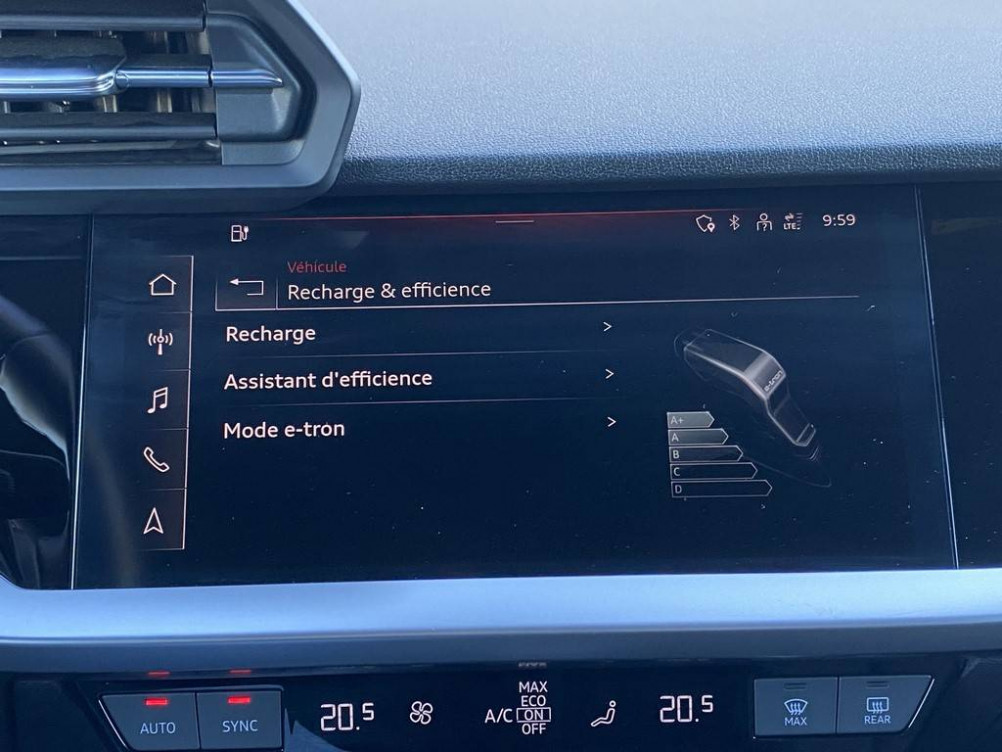 LTE
9:59
Véhicule
Recharge & efficience
Recharge >
Assistant d'efficience >
Mode e-tron >
e-tron
A+
A
B
C
D
AUTO
SYNC
20.5
MAX
ECO
A/C ON
OFF
20.5
MAX
REAR